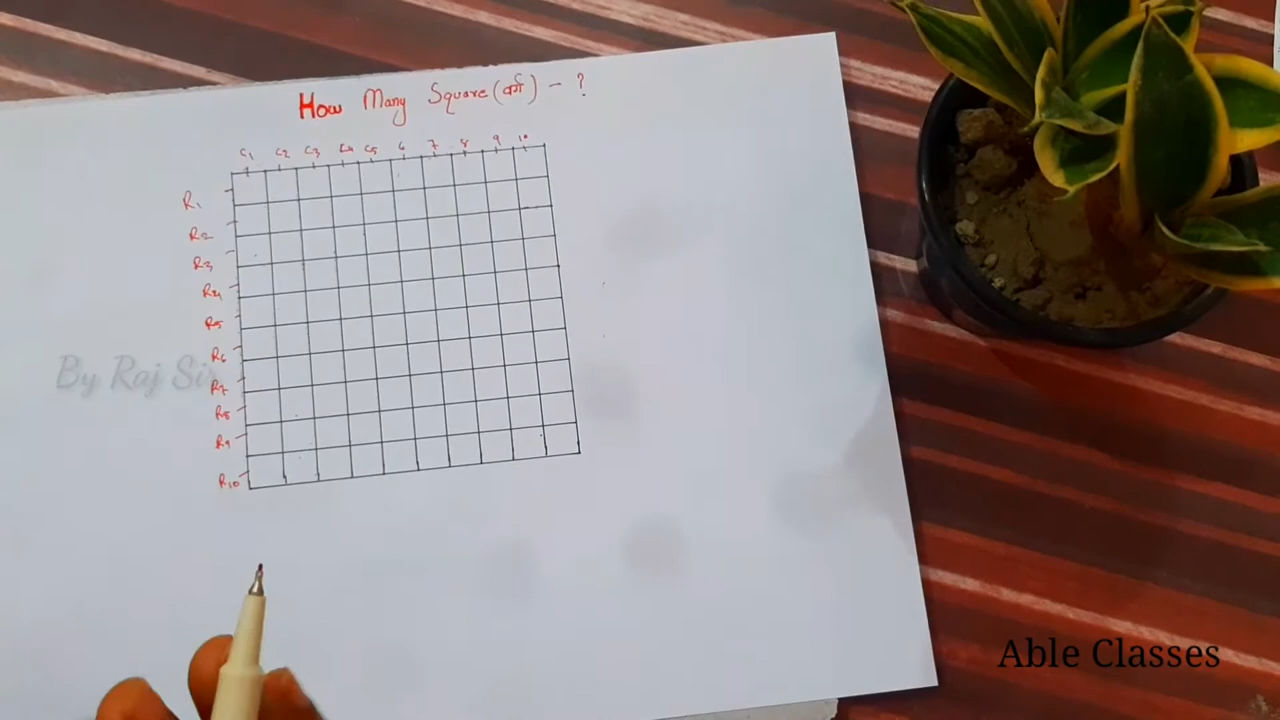 How Many Square (वर्ग) - ?
C1 C2 C3 C4 C5 6 7 8 9 10
R1
R2
R3
R4
R5
R6
By Raj Sir
R7
R8
R9
R10
Able Classes